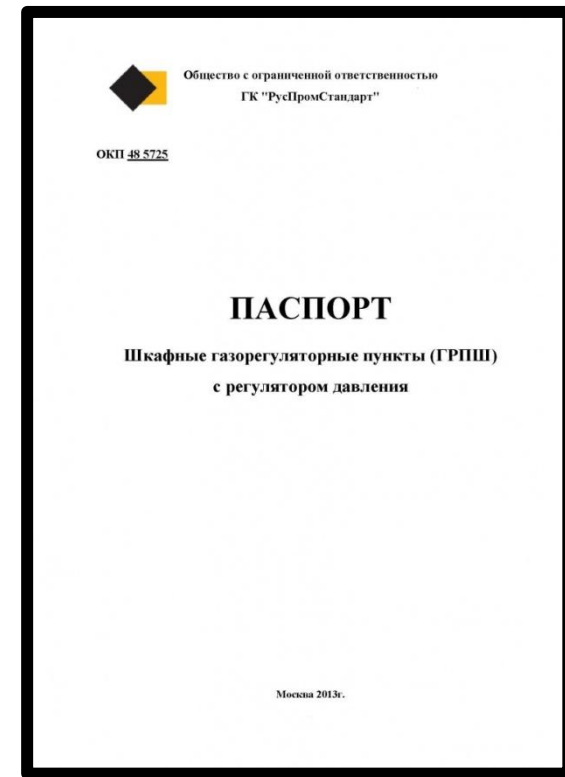 Общество с ограниченной ответственностью
ГК "РусПромСтандарт"
ОКП 48 5725
ПАСПОРТ
Шкафные газорегуляторные пункты (ГРПШ)
с регулятором давления
Москва 2013г.